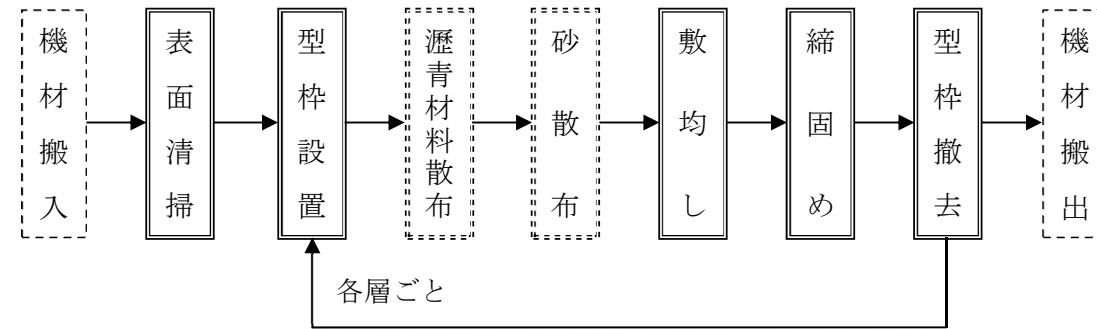 機材搬入
表面清掃
型枠設置
瀝青材料散布
砂散布
敷均し
締固め
型枠撤去
機材搬出
各層ごと